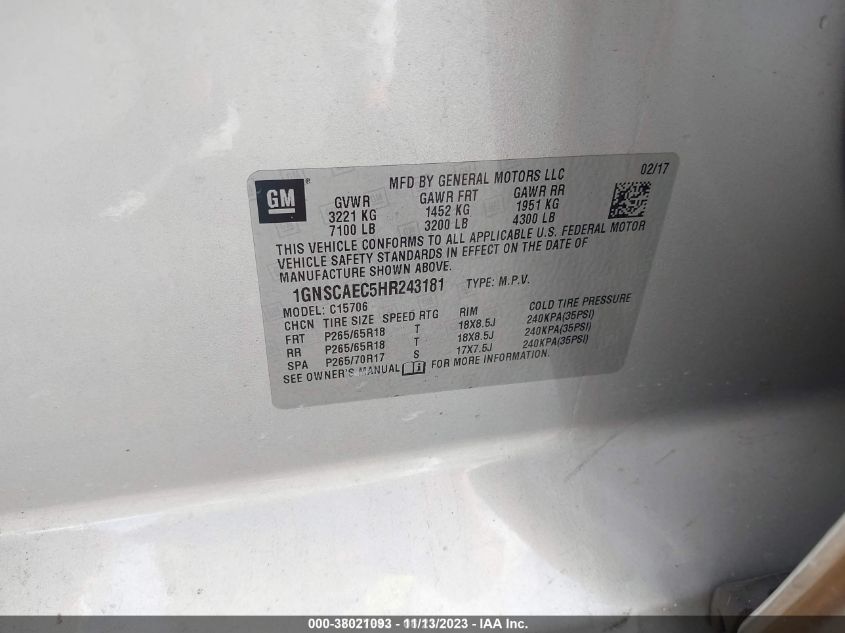 GM ®
MFD BY GENERAL MOTORS LLC
02/17
GVWR GAWR FRT GAWR RR
3221 KG 1452 KG 1951 KG
7100 LB 3200 LB 4300 LB
THIS VEHICLE CONFORMS TO ALL APPLICABLE U.S. FEDERAL MOTOR
VEHICLE SAFETY STANDARDS IN EFFECT ON THE DATE OF
MANUFACTURE SHOWN ABOVE.
1GNSCAEC5HR243181 TYPE: M.P.V.
MODEL: C15706
CHCN TIRE SIZE SPEED RTG RIM COLD TIRE PRESSURE
FRT P265/65R18 T 18X8.5J 240KPA(35PSI)
RR P265/65R18 T 18X8.5J 240KPA(35PSI)
SPA P265/70R17 S 17X7.5J 240KPA(35PSI)
SEE OWNER'S MANUAL FOR MORE INFORMATION.
000-38021093 - 11/13/2023 - IAA Inc.